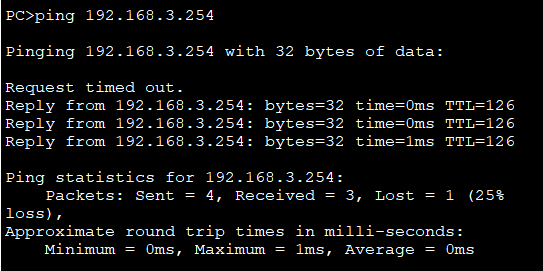 PC>ping 192.168.3.254
Pinging 192.168.3.254 with 32 bytes of data:
Request timed out.
Reply from 192.168.3.254: bytes=32 time=0ms TTL=126
Reply from 192.168.3.254: bytes=32 time=0ms TTL=126
Reply from 192.168.3.254: bytes=32 time=1ms TTL=126
Ping statistics for 192.168.3.254:
Packets: Sent = 4, Received = 3, Lost = 1 (25%
loss),
Approximate round trip times in milli-seconds:
Minimum = 0ms, Maximum = 1ms, Average = 0ms